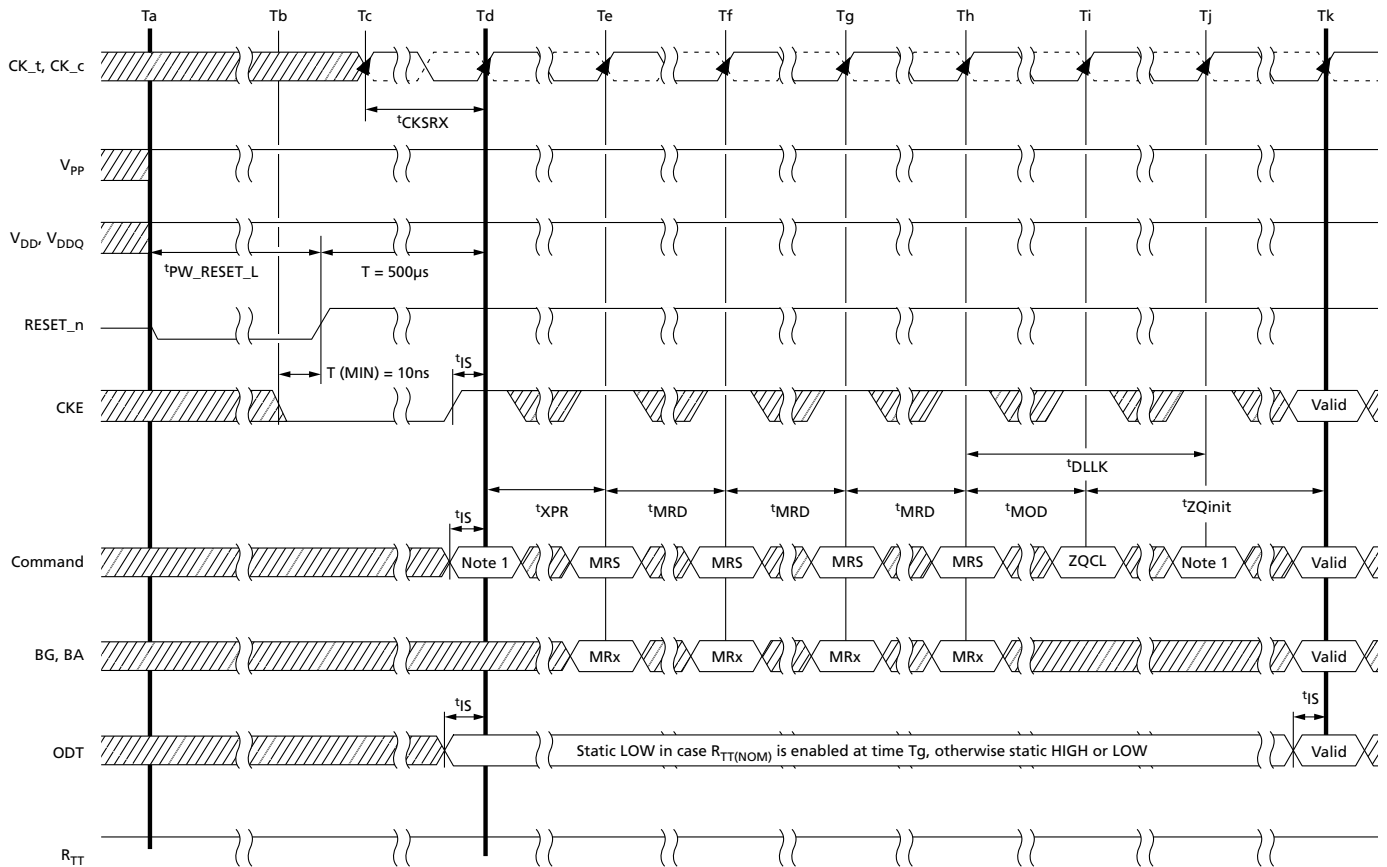 Ta Tb Tc Td Te Tf Tg Th Ti Tj Tk
CK_t, CK_c
tCKSRX
VPP
VDD, VDDQ
tPW_RESET_L T = 500µs
RESET_n
T (MIN) = 10ns tIS
CKE Valid
tDLLK
tXPR tMRD tMRD tMRD tMOD tZQinit
tIS
Command Note 1 MRS MRS MRS MRS ZQCL Note 1 Valid
BG, BA MRx MRx MRx MRx Valid
tIS tIS
ODT Static LOW in case RTT(NOM) is enabled at time Tg, otherwise static HIGH or LOW Valid
RTT